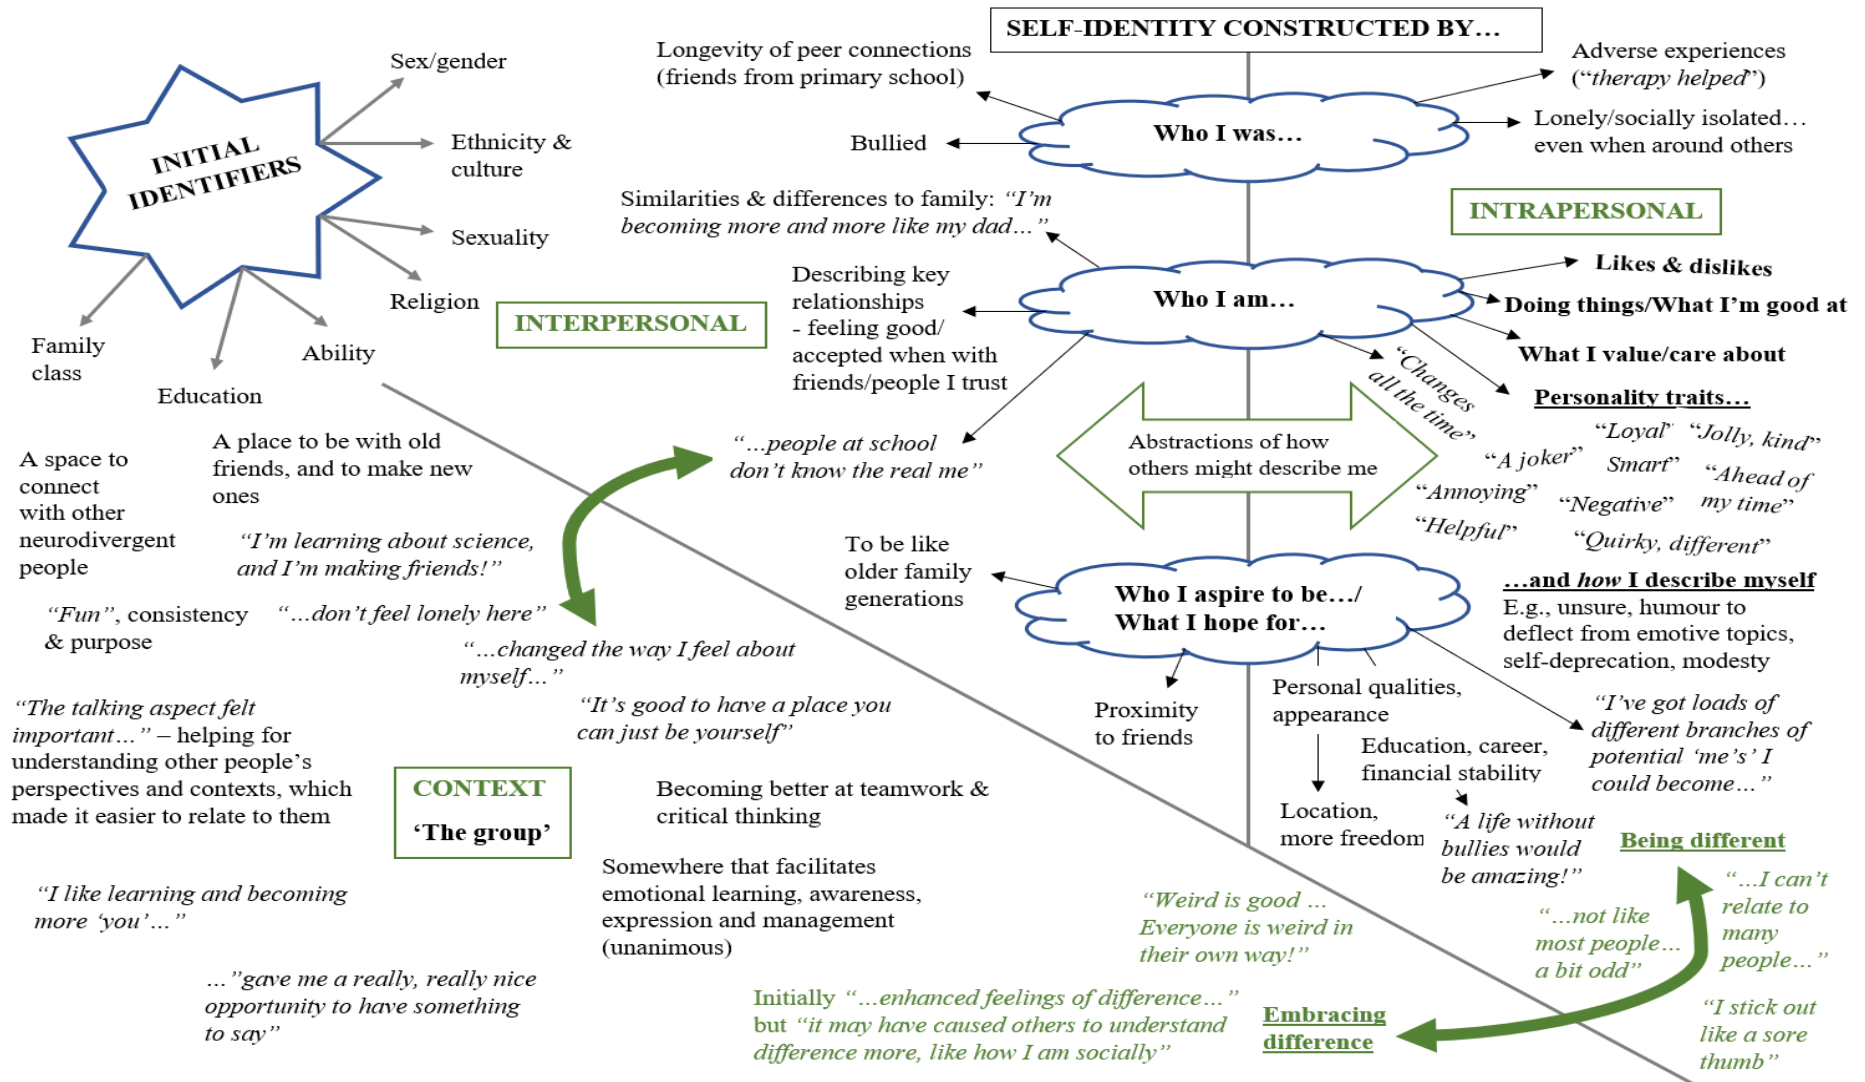 SELF-IDENTITY CONSTRUCTED BY…
INITIAL
IDENTIFIERS
Sex/gender
Ethnicity &
culture
Sexuality
Religion
Ability
Education
Family
class
Longevity of peer connections
(friends from primary school)
Bullied
Who I was…
Adverse experiences
(“therapy helped”)
Lonely/socially isolated…
even when around others
INTERPERSONAL
INTRAPERSONAL
Similarities & differences to family: “I’m
becoming more and more like my dad…”
Describing key
relationships
- feeling good/
accepted when with
friends/people I trust
“…people at school
don’t know the real me”
Who I am…
Likes & dislikes
Doing things/What I’m good at
What I value/care about
“Changes
all the time”
Personality traits…
“Loyal”
“Jolly, kind”
“A joker”
Smart”
“Ahead of
my time”
“Annoying”
“Negative”
“Helpful”
“Quirky, different”
…and how I describe myself
E.g., unsure, humour to
deflect from emotive topics,
self-deprecation, modesty
Abstractions of how
others might describe me
To be like
older family
generations
Who I aspire to be…/
What I hope for…
Proximity
to friends
Personal qualities,
appearance
Location,
more freedom
Education, career,
financial stability
“A life without
bullies would
be amazing!”
“I’ve got loads of
different branches of
potential ‘me’s’ I
could become…”
A space to
connect
with other
neurodivergent
people
A place to be with old
friends, and to make new
ones
“I’m learning about science,
and I’m making friends!”
“Fun”, consistency
& purpose
“…don’t feel lonely here”
“…changed the way I feel about
myself…”
“It’s good to have a place you
can just be yourself”
“The talking aspect felt
important…” – helping for
understanding other people’s
perspectives and contexts, which
made it easier to relate to them
CONTEXT
‘The group’
Becoming better at teamwork &
critical thinking
Somewhere that facilitates
emotional learning, awareness,
expression and management
(unanimous)
“I like learning and becoming
more ‘you’…”
…”gave me a really, really nice
opportunity to have something
to say”
“Weird is good …
Everyone is weird in
their own way!”
Initially “…enhanced feelings of difference…”
but “it may have caused others to understand
difference more, like how I am socially”
Embracing
difference
Being different
“…not like
most people…
a bit odd”
“…I can’t
relate to
many
people…”
“I stick out
like a sore
thumb”